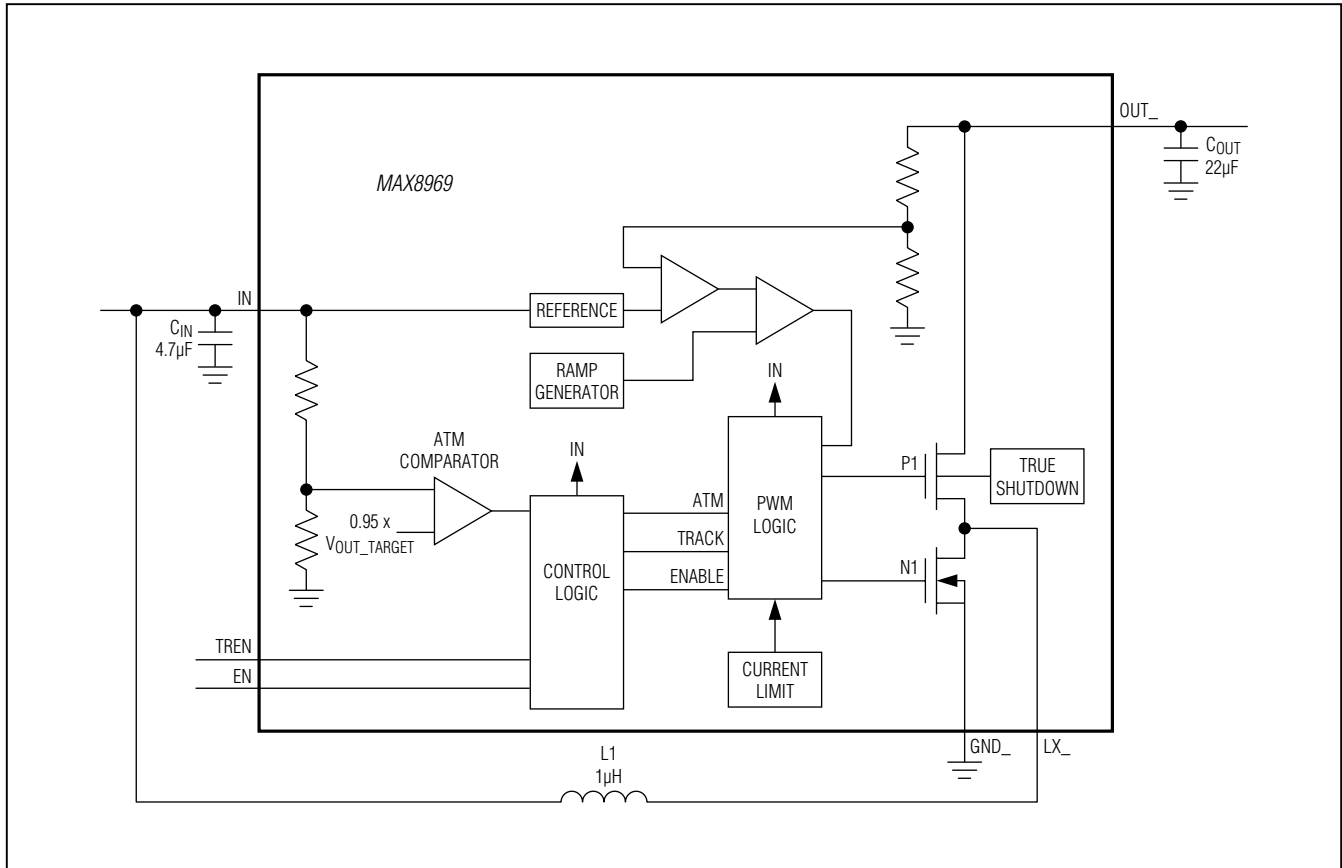 OUT_
COUT
22µF
MAX8969
IN
CIN
4.7µF
REFERENCE
RAMP
GENERATOR
IN
ATM
COMPARATOR
IN
P1
TRUE
SHUTDOWN
ATM
PWM
LOGIC
0.95 x
VOUT_TARGET
TRACK
CONTROL
LOGIC
ENABLE
N1
TREN
EN
CURRENT
LIMIT
GND_
LX_
L1
1µH